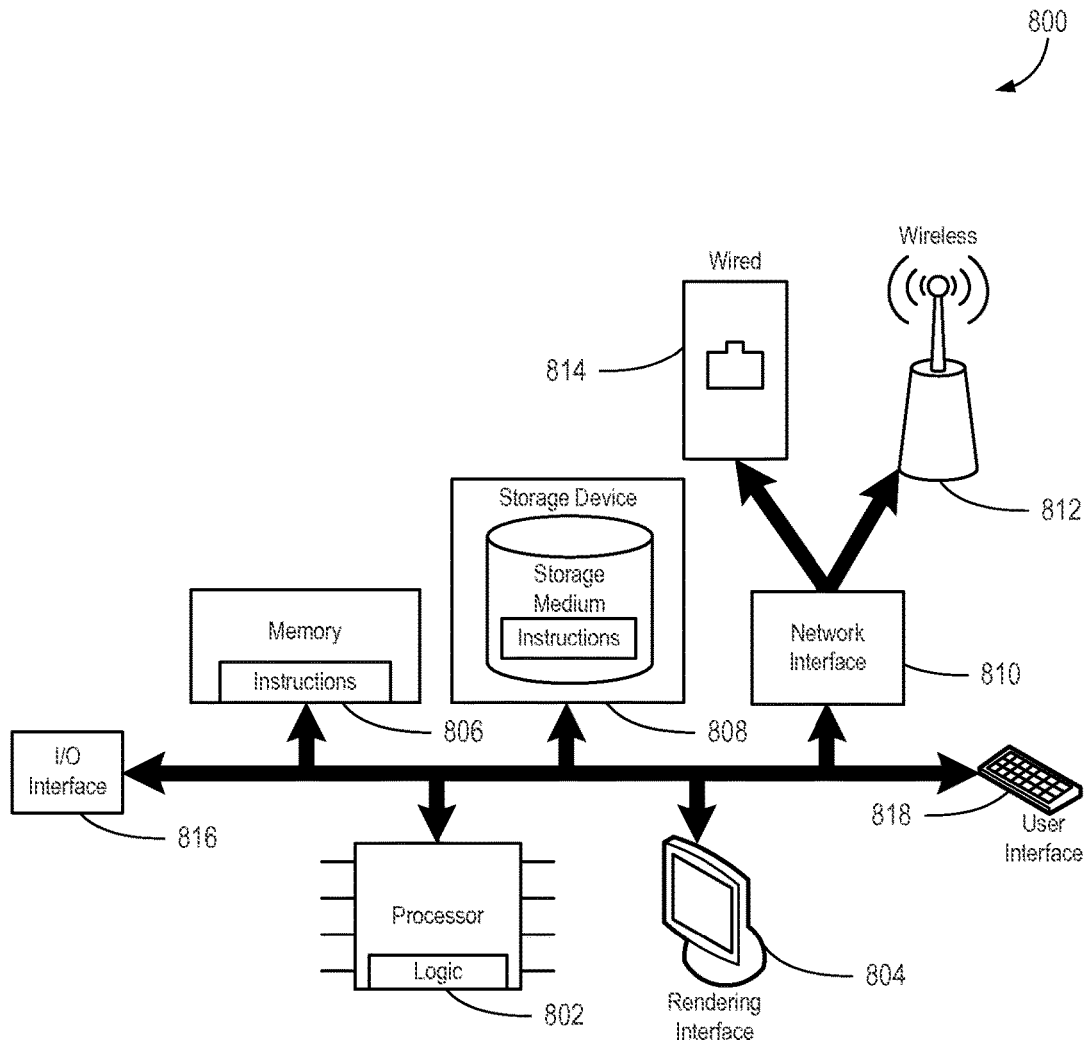 800
Wireless
Wired
814
812
Storage Device
Storage
Medium
Instructions
Memory
Instructions
Network
Interface
810
806
808
I/O
Interface
816
818
User
Interface
Processor
Logic
802
804
Rendering
Interface